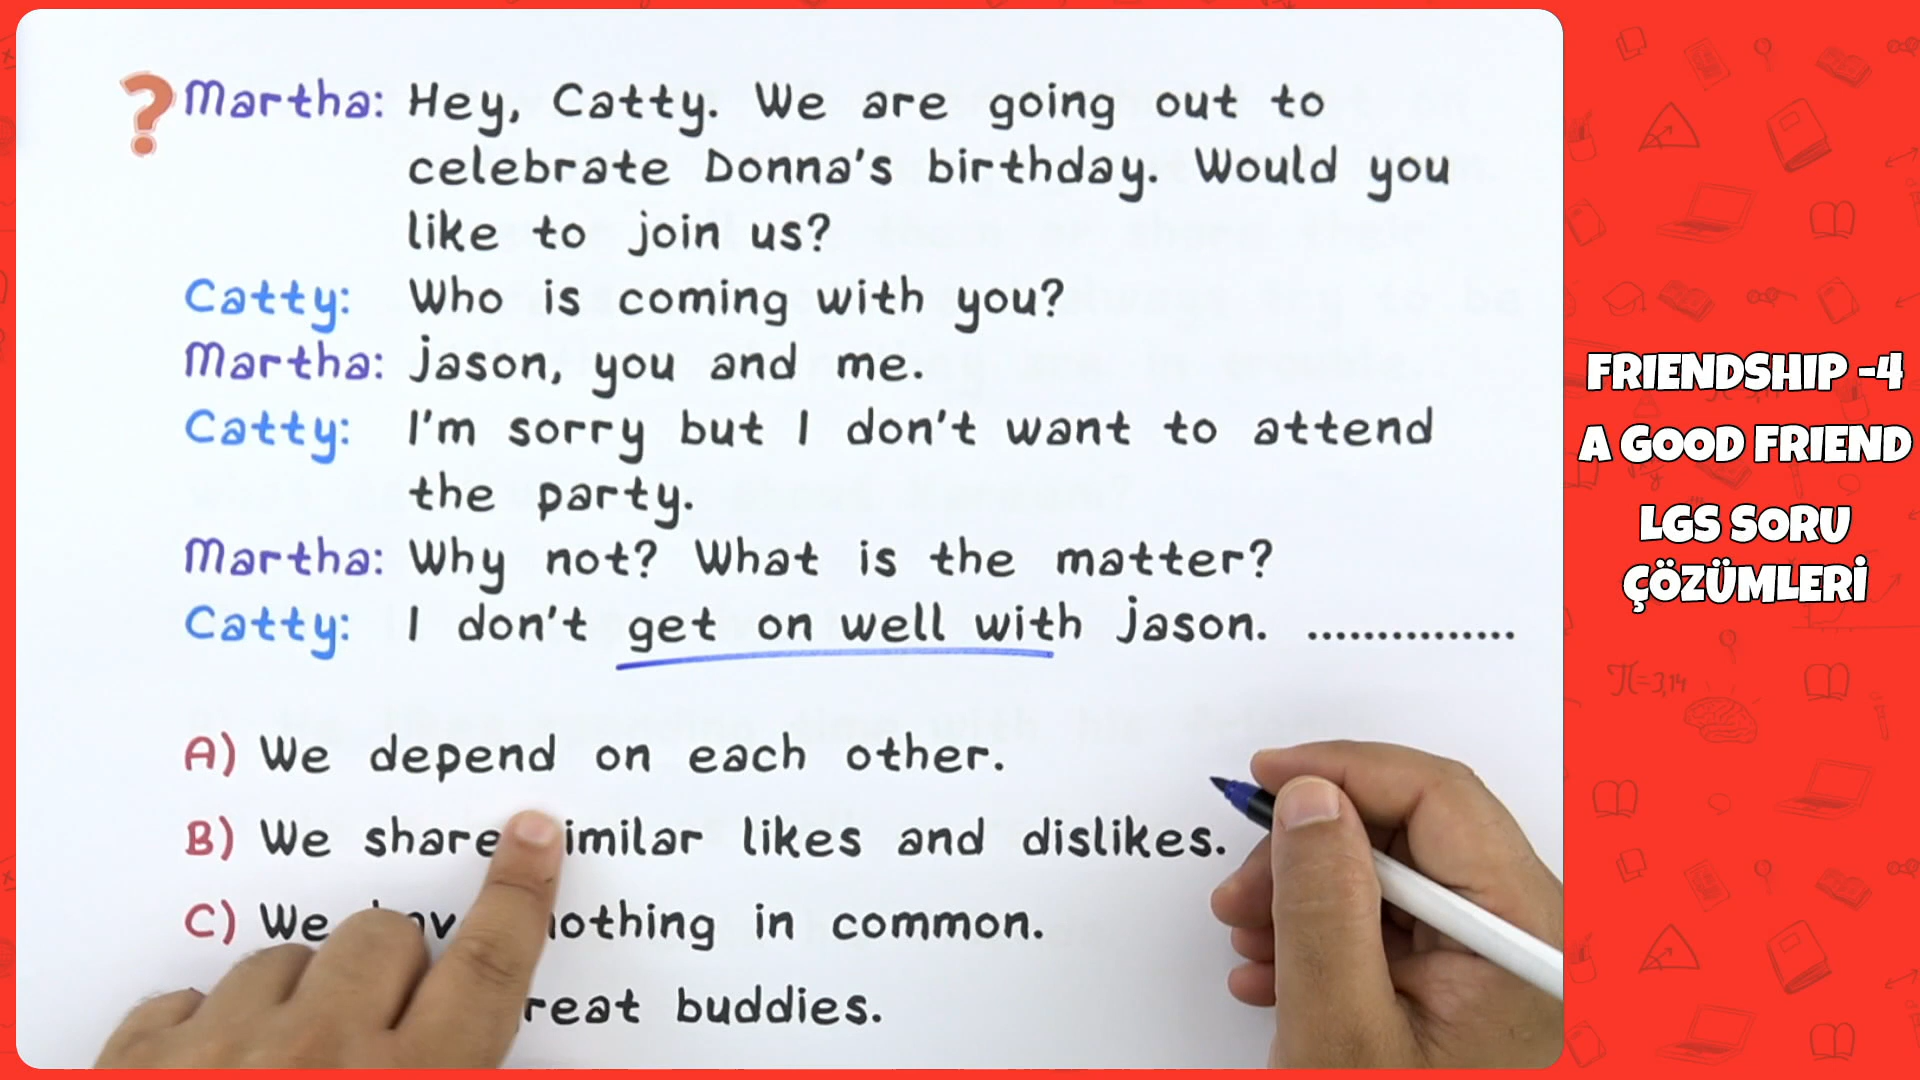 Martha: Hey, Catty. We are going out to
celebrate Donna's birthday. Would you
like to join us?
Catty: Who is coming with you?
Martha: Jason, you and me.
Catty: I'm sorry but I don't want to attend
the party.
Martha: Why not? What is the matter?
Catty: I don't get on well with Jason. ...............
A) We depend on each other.
B) We share similar likes and dislikes.
C) We nothing in common.
buddies.
FRIENDSHIP -4
A GOOD FRIEND
LGS SORU
ÇÖZÜMLERİ
π=3,14